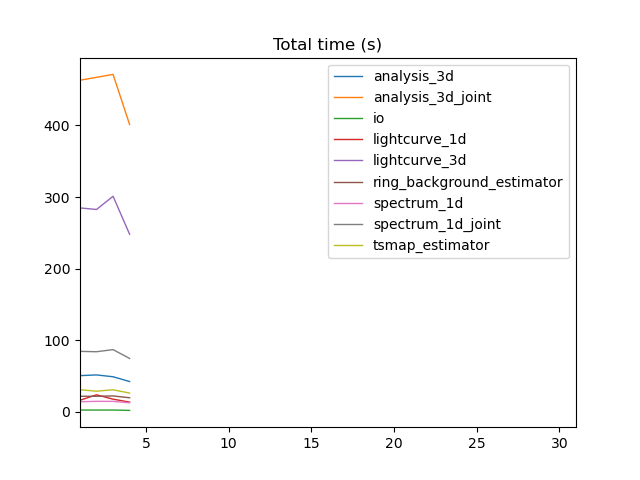 Total time (s)
analysis_3d
analysis_3d_joint
io
lightcurve_1d
lightcurve_3d
ring_background_estimator
spectrum_1d
spectrum_1d_joint
tsmap_estimator
400
300
200
100
0
5 10 15 20 25 30